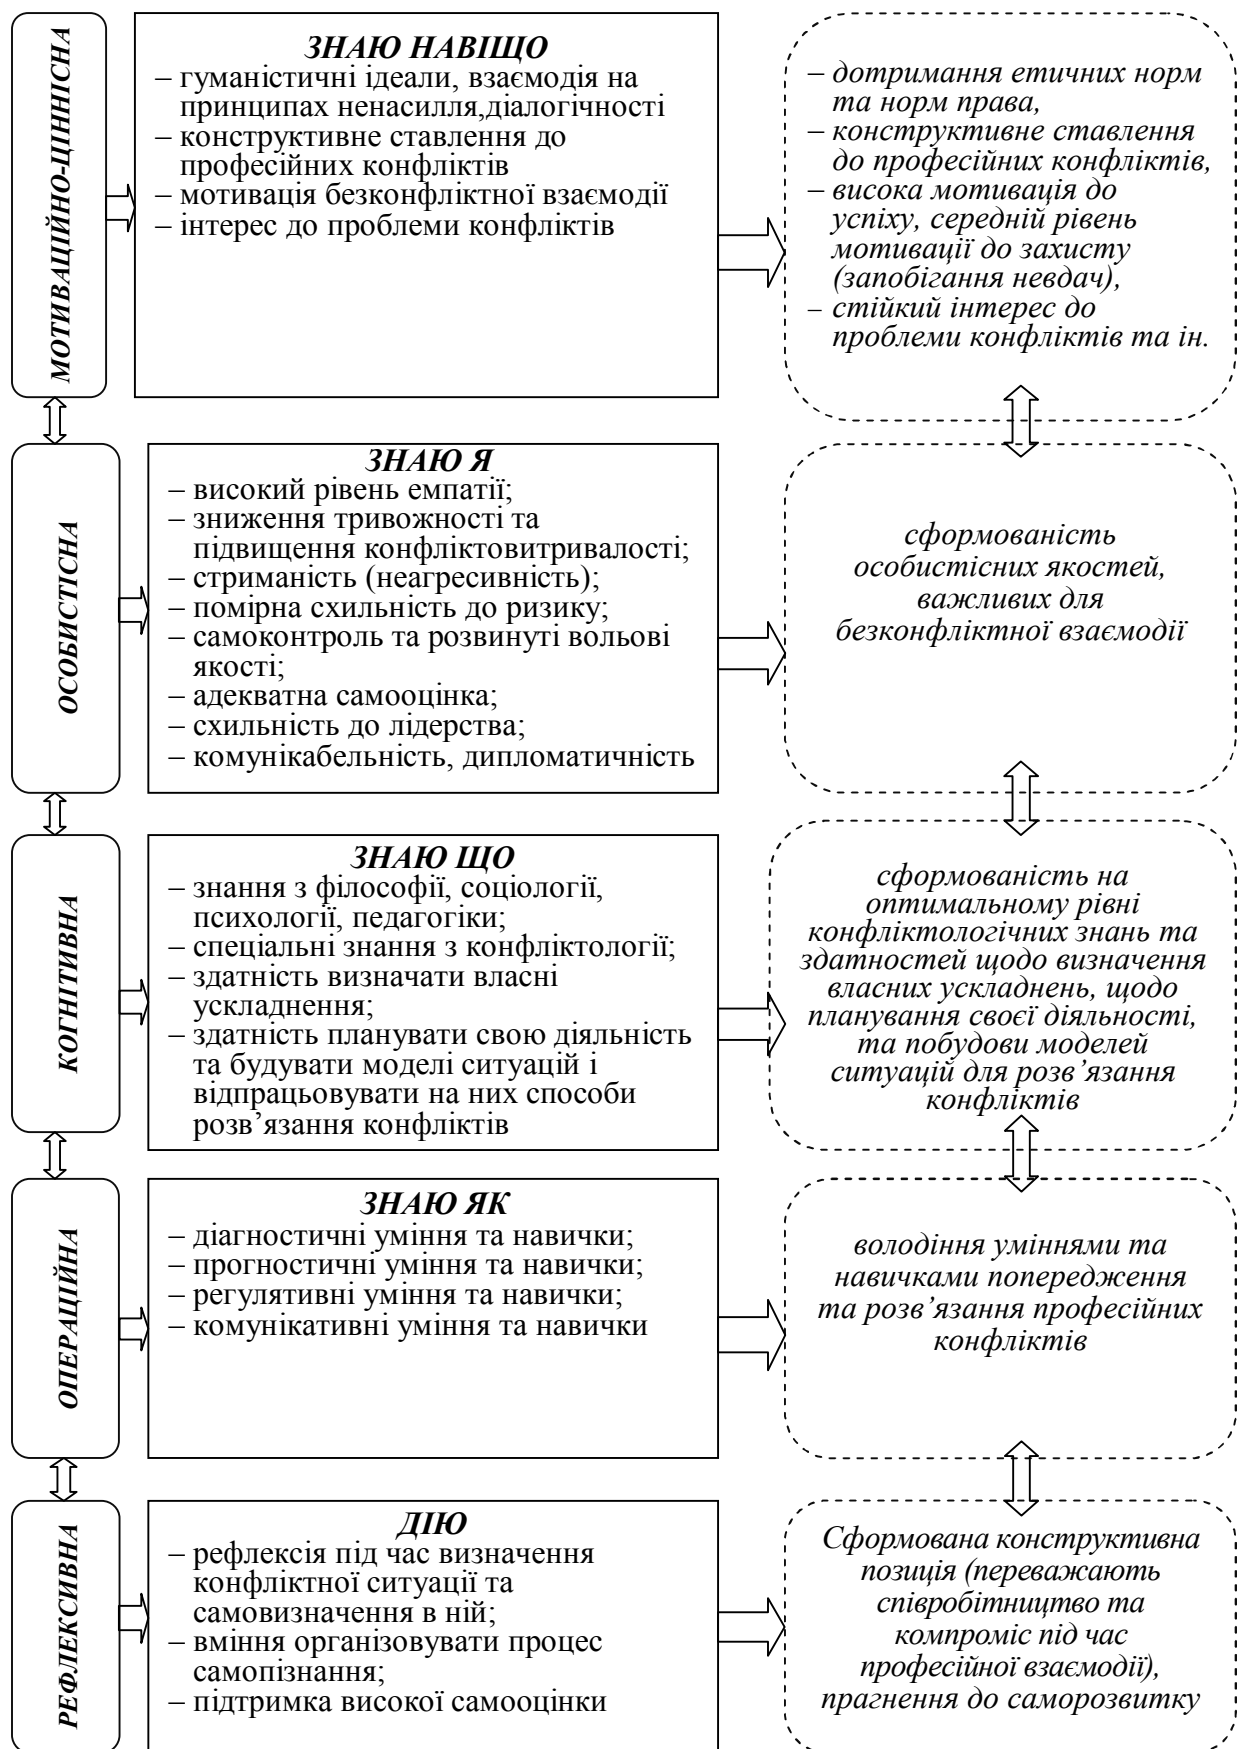 МОТИВАЦІЙНО-ЦІННІСНА
ЗНАЮ НАВІЩО
– гуманістичні ідеали, взаємодія на
принципах ненасилля,діалогічності
– конструктивне ставлення до
професійних конфліктів
– мотивація безконфліктної взаємодії
– інтерес до проблеми конфліктів
– дотримання етичних норм
та норм права,
– конструктивне ставлення
до професійних конфліктів,
– висока мотивація до
успіху, середній рівень
мотивації до захисту
(запобігання невдач),
– стійкий інтерес до
проблеми конфліктів та ін.
ОСОБИСТІСНА
ЗНАЮ Я
– високий рівень емпатії;
– зниження тривожності та
підвищення конфліктовитривалості;
– стриманість (неагресивність);
– помірна схильність до ризику;
– самоконтроль та розвинуті вольові
якості;
– адекватна самооцінка;
– схильність до лідерства;
– комунікабельність, дипломатичність
сформованість
особистісних якостей,
важливих для
безконфліктної взаємодії
КОГНІТИВНА
ЗНАЮ ЩО
– знання з філософії, соціології,
психології, педагогіки;
– спеціальні знання з конфліктології;
– здатність визначати власні
ускладнення;
– здатність планувати свою діяльність
та будувати моделі ситуацій і
відпрацьовувати на них способи
розв’язання конфліктів
сформованість на
оптимальному рівні
конфліктологічних знань та
здатностей щодо визначення
власних ускладнень, щодо
планування своєї діяльності,
та побудови моделей
ситуацій для розв’язання
конфліктів
ОПЕРАЦІЙНА
ЗНАЮ ЯК
– діагностичні уміння та навички;
– прогностичні уміння та навички;
– регулятивні уміння та навички;
– комунікативні уміння та навички
володіння уміннями та
навичками попередження
та розв’язання професійних
конфліктів
РЕФЛЕКСИВНА
ДІЮ
– рефлексія під час визначення
конфліктної ситуації та
самовизначення в ній;
– вміння організовувати процес
самопізнання;
– підтримка високої самооцінки
Сформована конструктивна
позиція (переважають
співробітництво та
компроміс під час
професійної взаємодії),
прагнення до саморозвитку